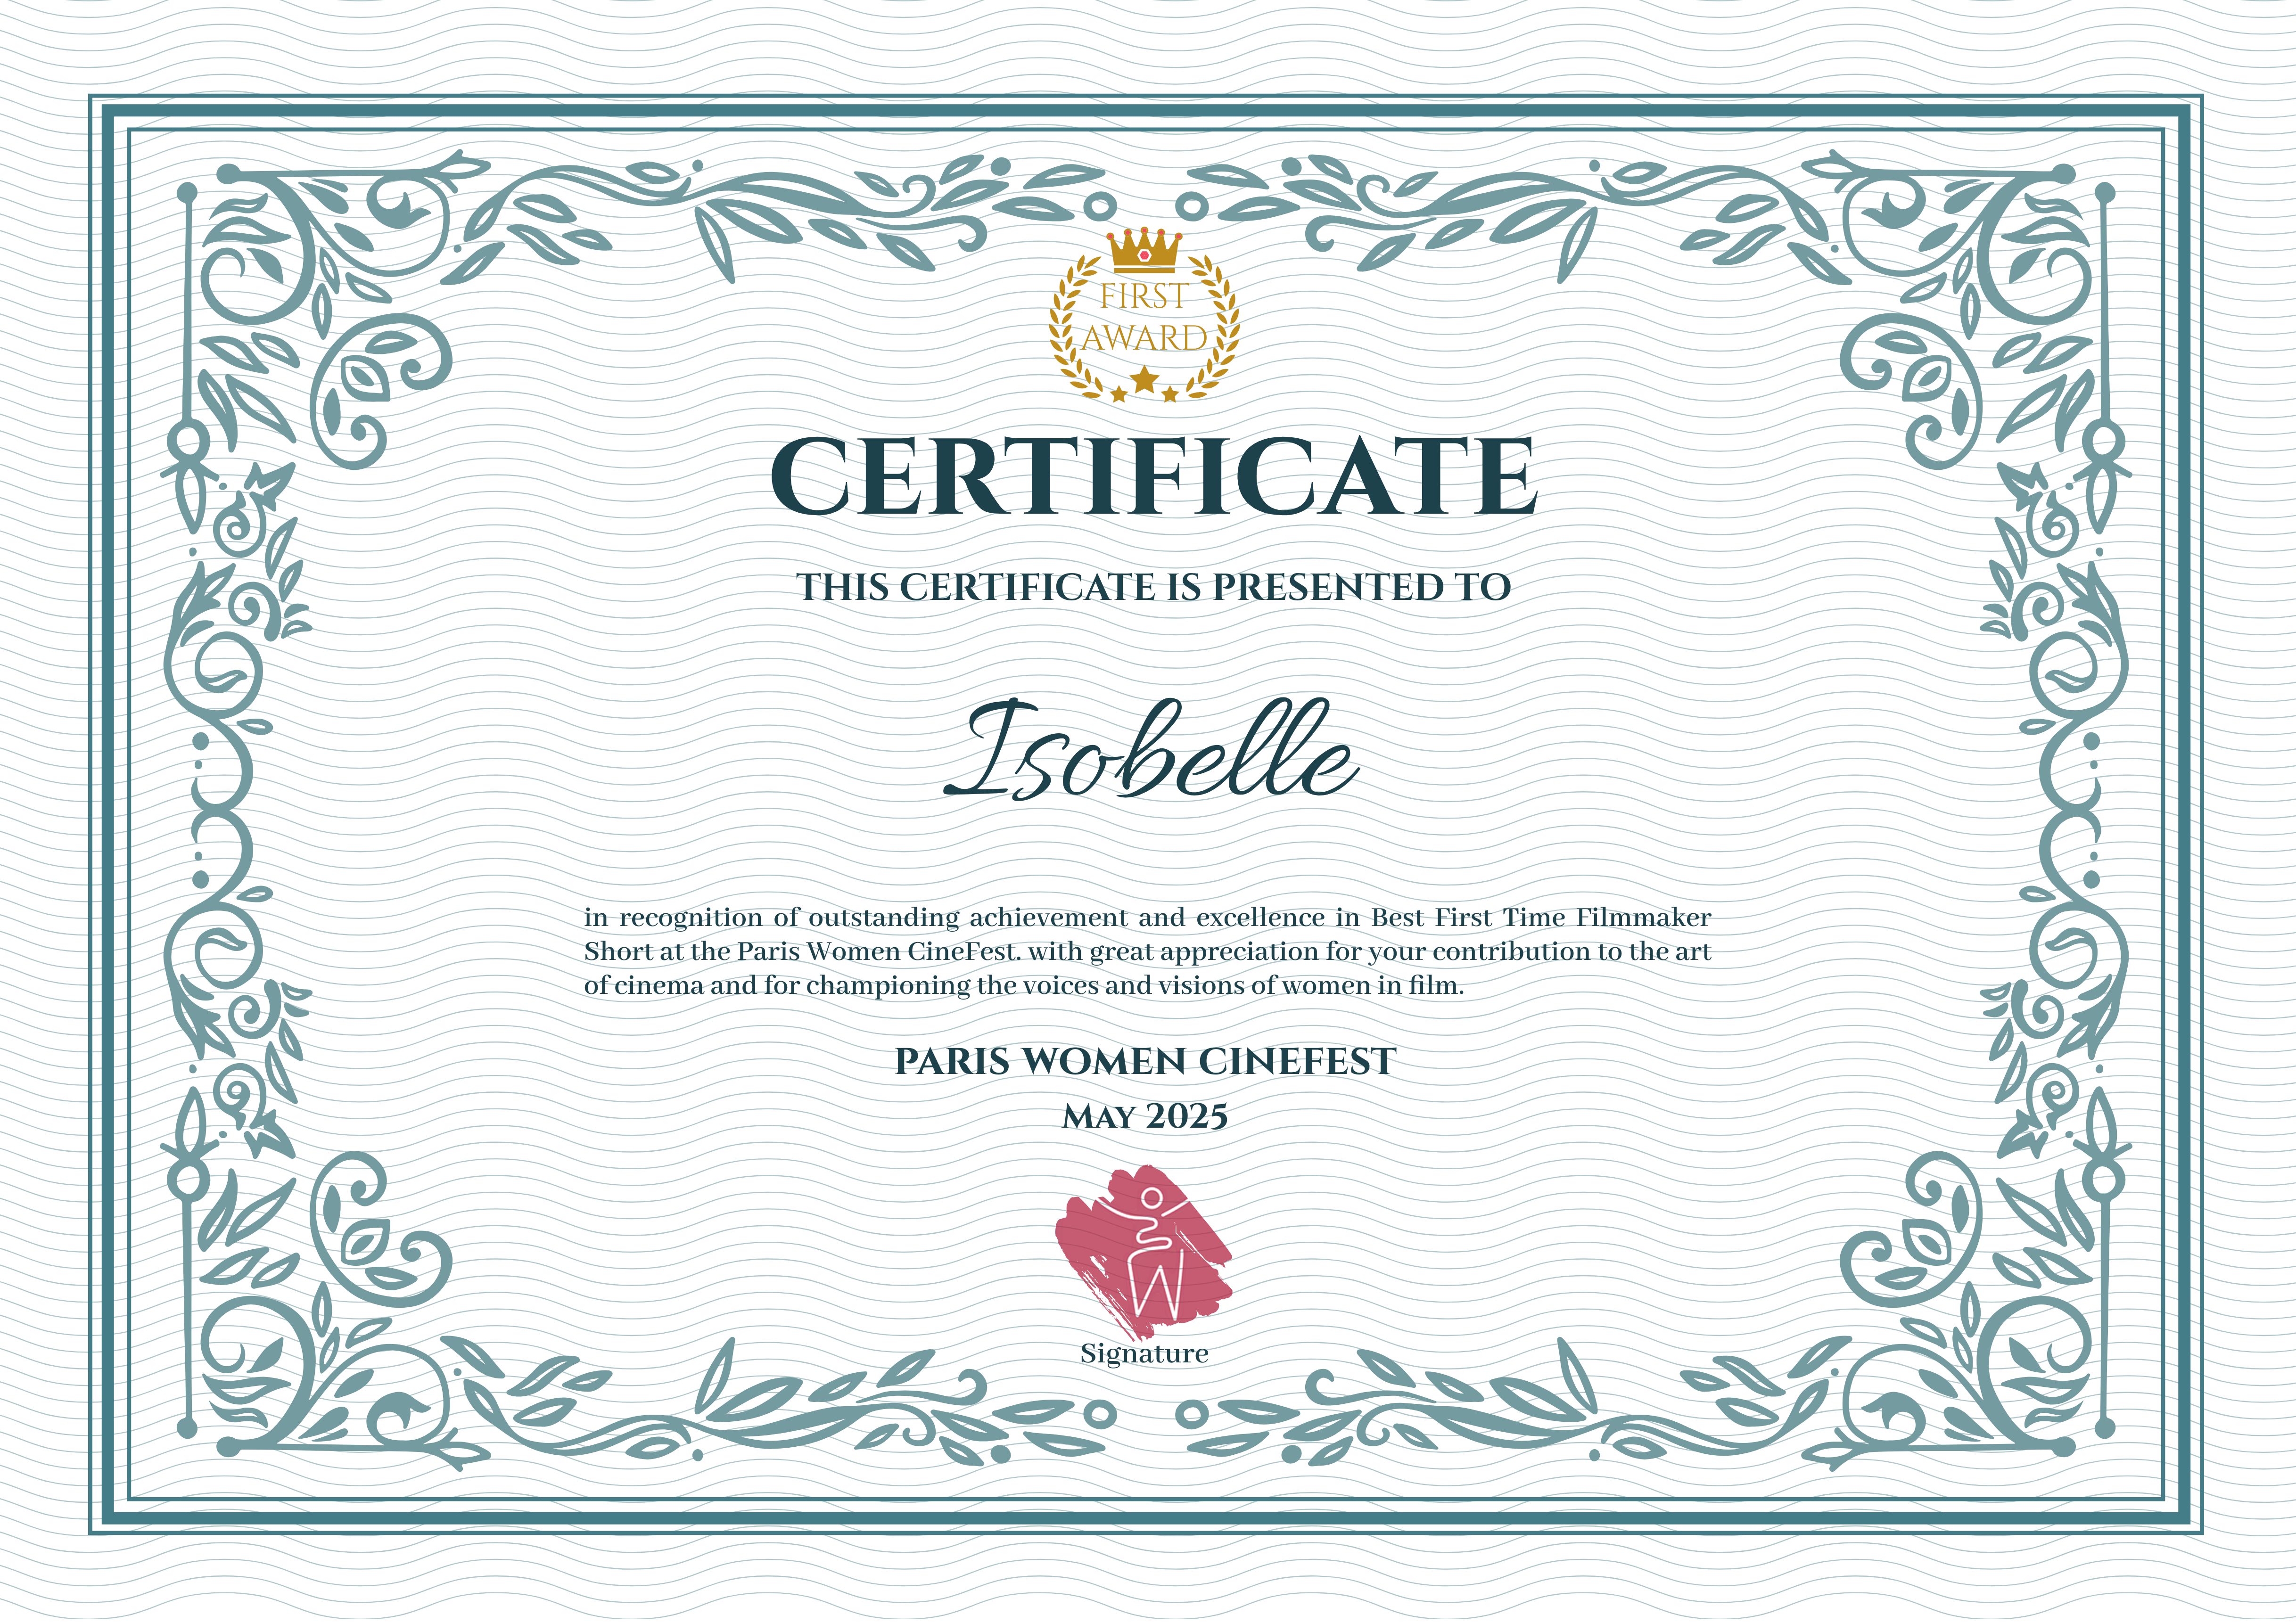 FIRST
AWARD
CERTIFICATE
THIS CERTIFICATE IS PRESENTED TO
Isobelle
in recognition of outstanding achievement and excellence in Best First Time Filmmaker
Short at the Paris Women CineFest. with great appreciation for your contribution to the art
of cinema and for championing the voices and visions of women in film.
PARIS WOMEN CINEFEST
MAY 2025
W
Signature